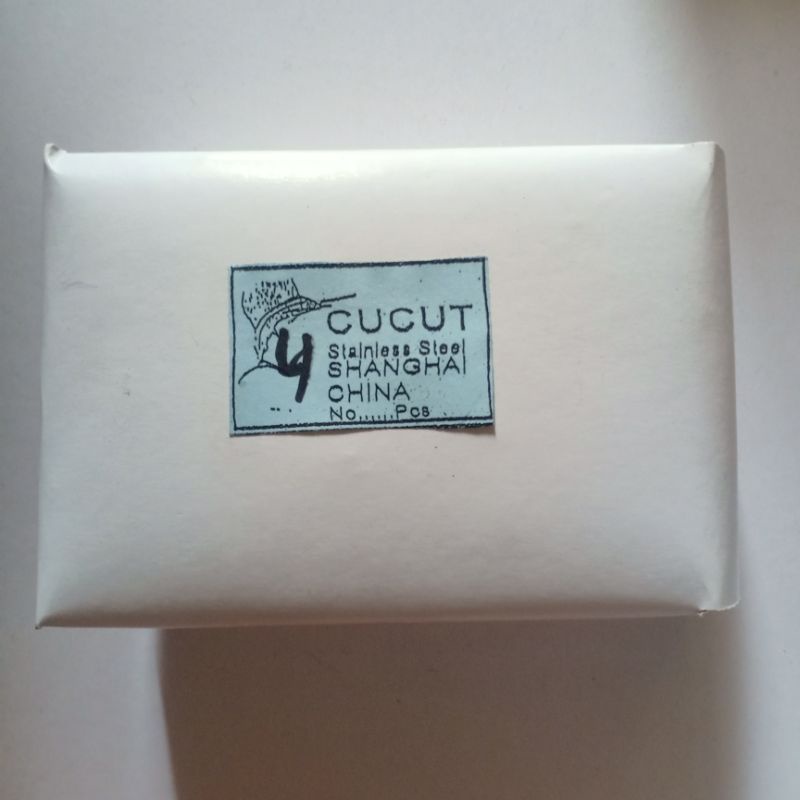 CUCUT
4
Stainless Steel
SHANGHAI
CHINA
No......Pcs